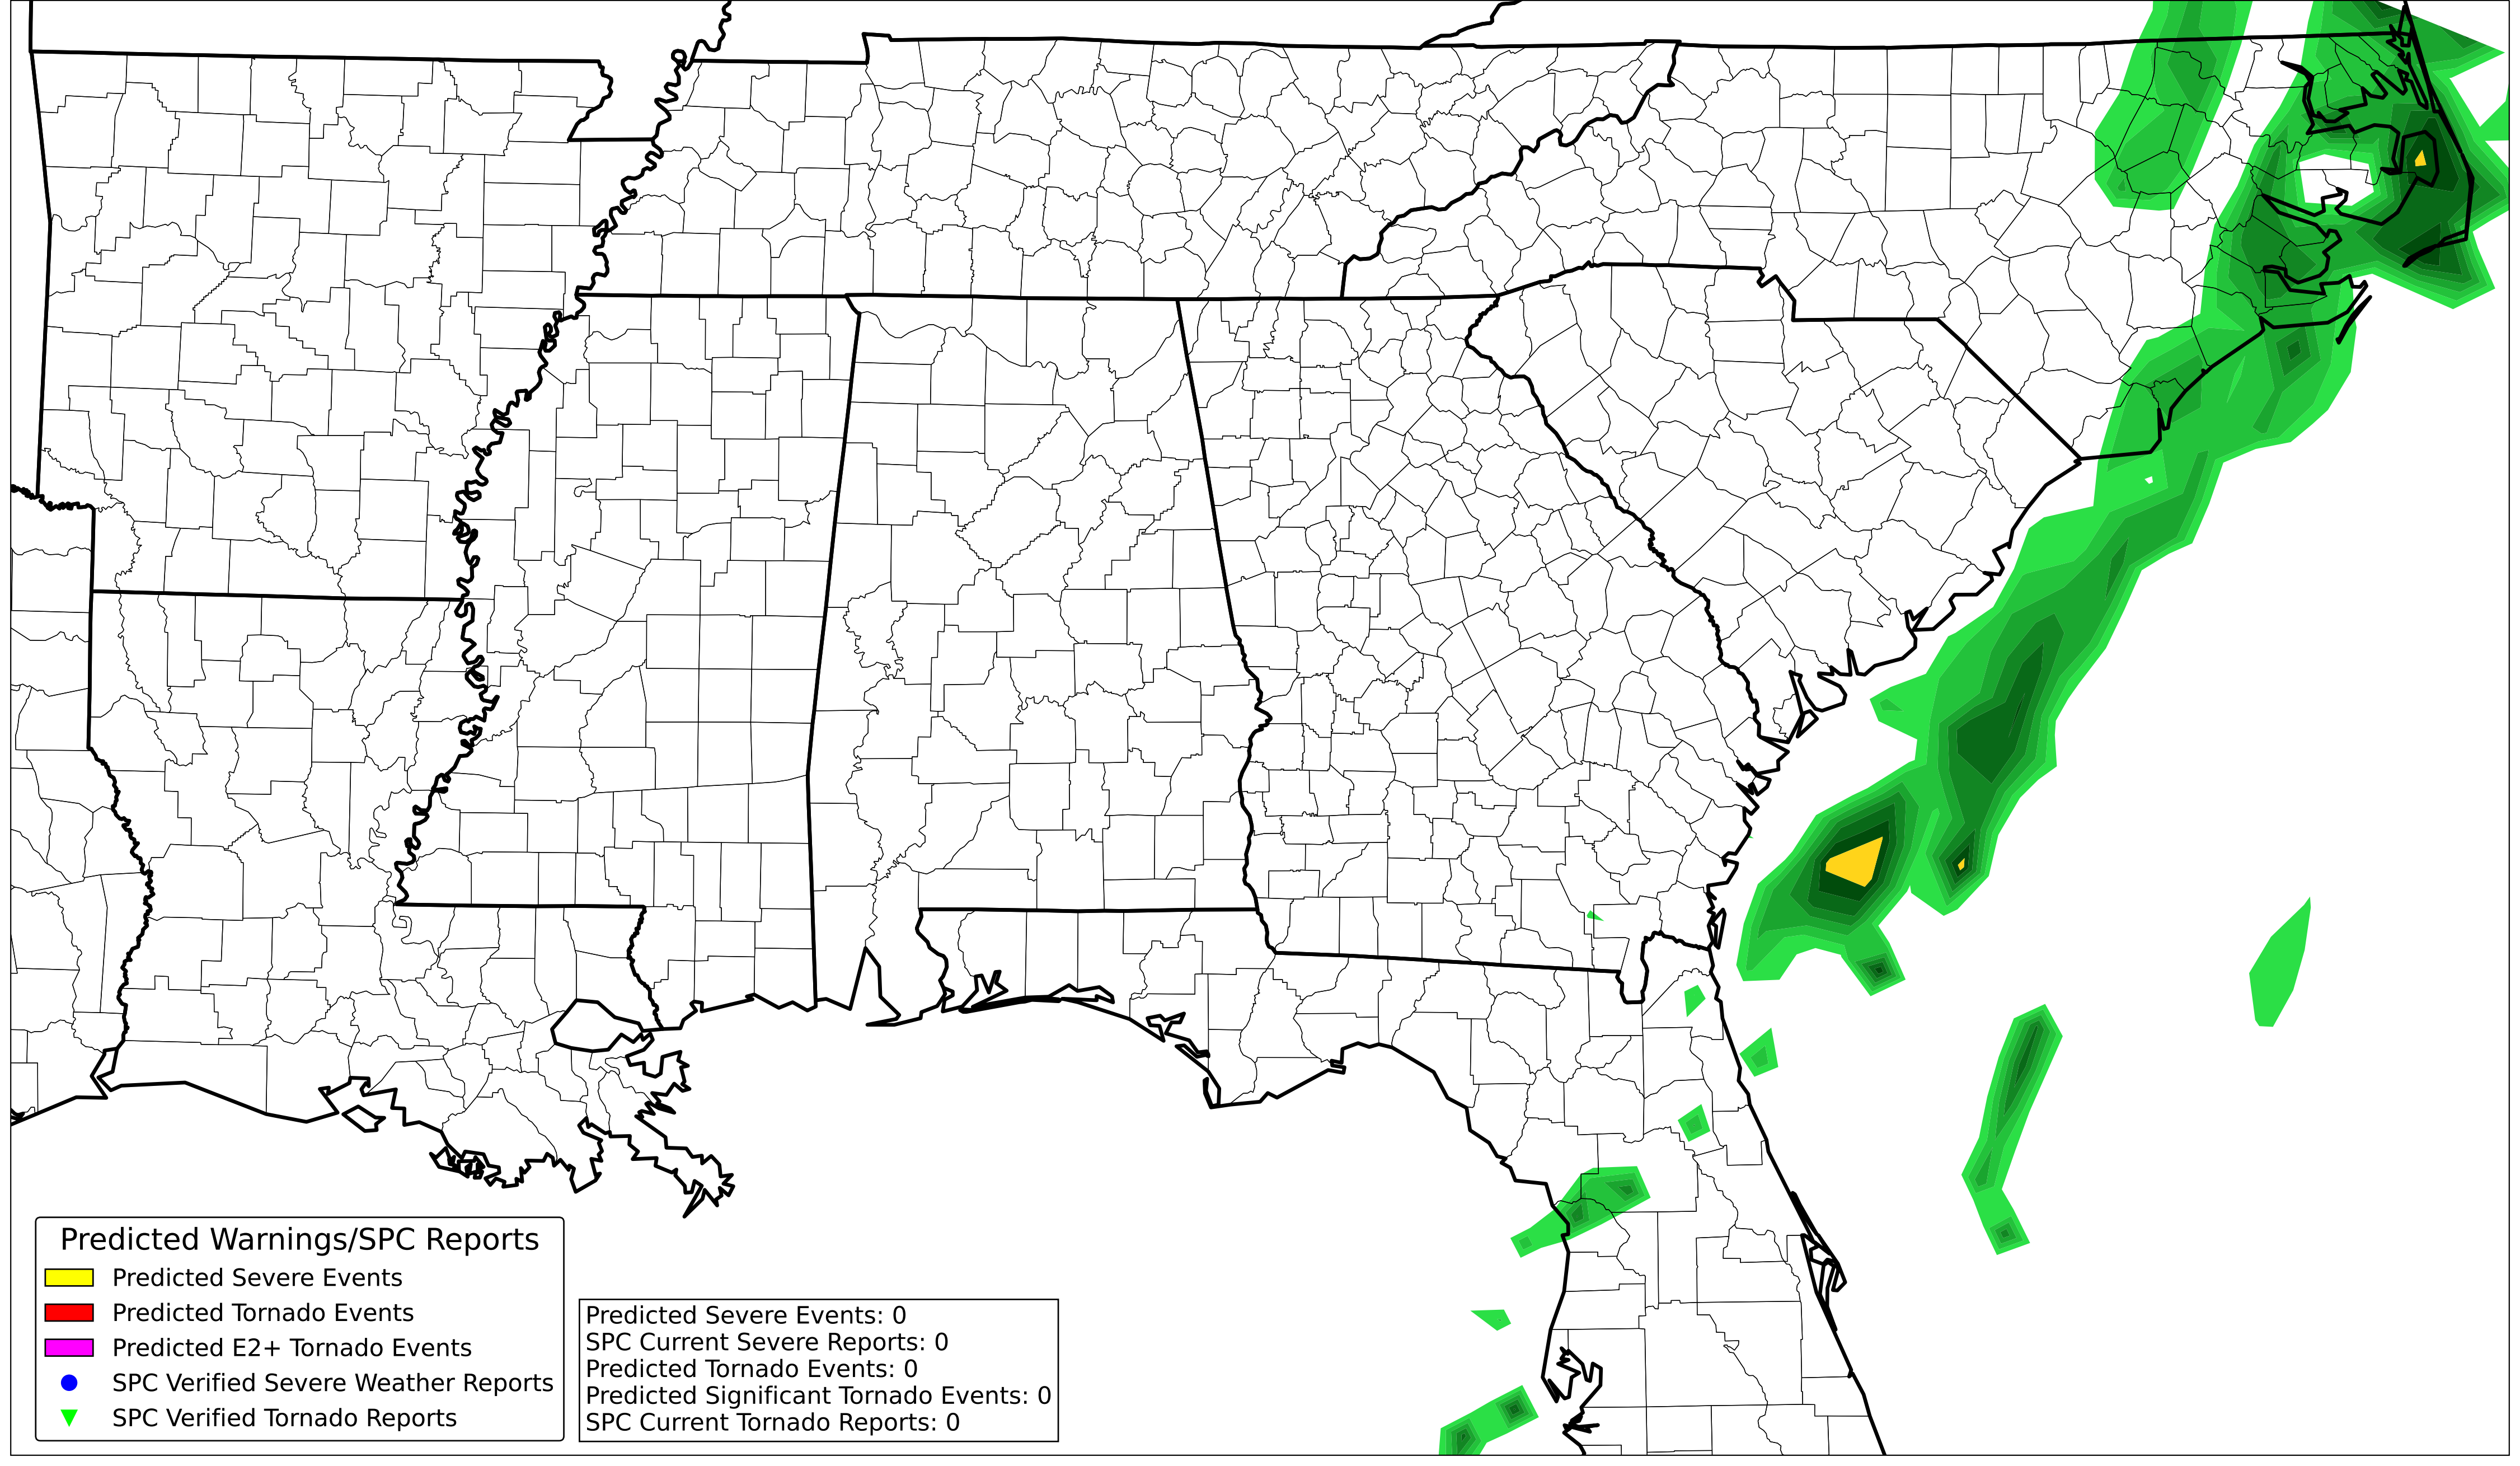 Predicted Warnings/SPC Reports
Predicted Severe Events
Predicted Tornado Events
Predicted E2+ Tornado Events
SPC Verified Severe Weather Reports
SPC Verified Tornado Reports
Predicted Severe Events: 0
SPC Current Severe Reports: 0
Predicted Tornado Events: 0
Predicted Significant Tornado Events: 0
SPC Current Tornado Reports: 0